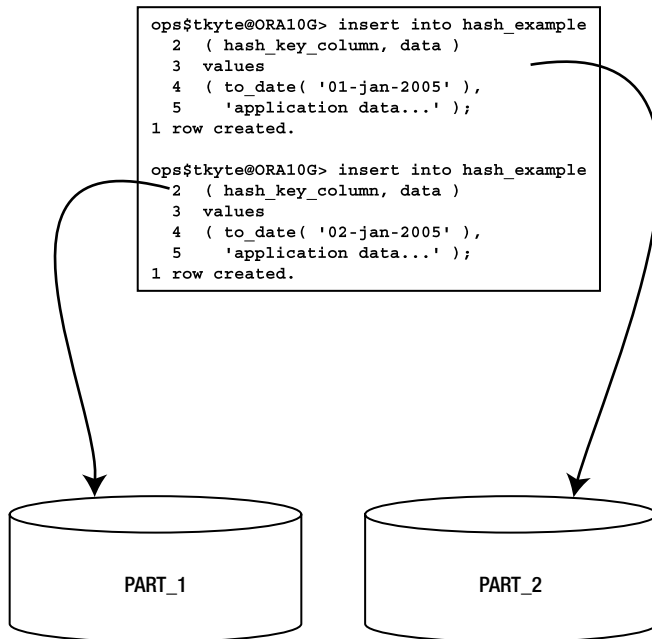 ops$tkyte@ORA10G> insert into hash_example
2 ( hash_key_column, data )
3 values
4 ( to_date( '01-jan-2005' ),
5 'application data...' );
1 row created.
ops$tkyte@ORA10G> insert into hash_example
2 ( hash_key_column, data )
3 values
4 ( to_date( '02-jan-2005' ),
5 'application data...' );
1 row created.
PART_1
PART_2